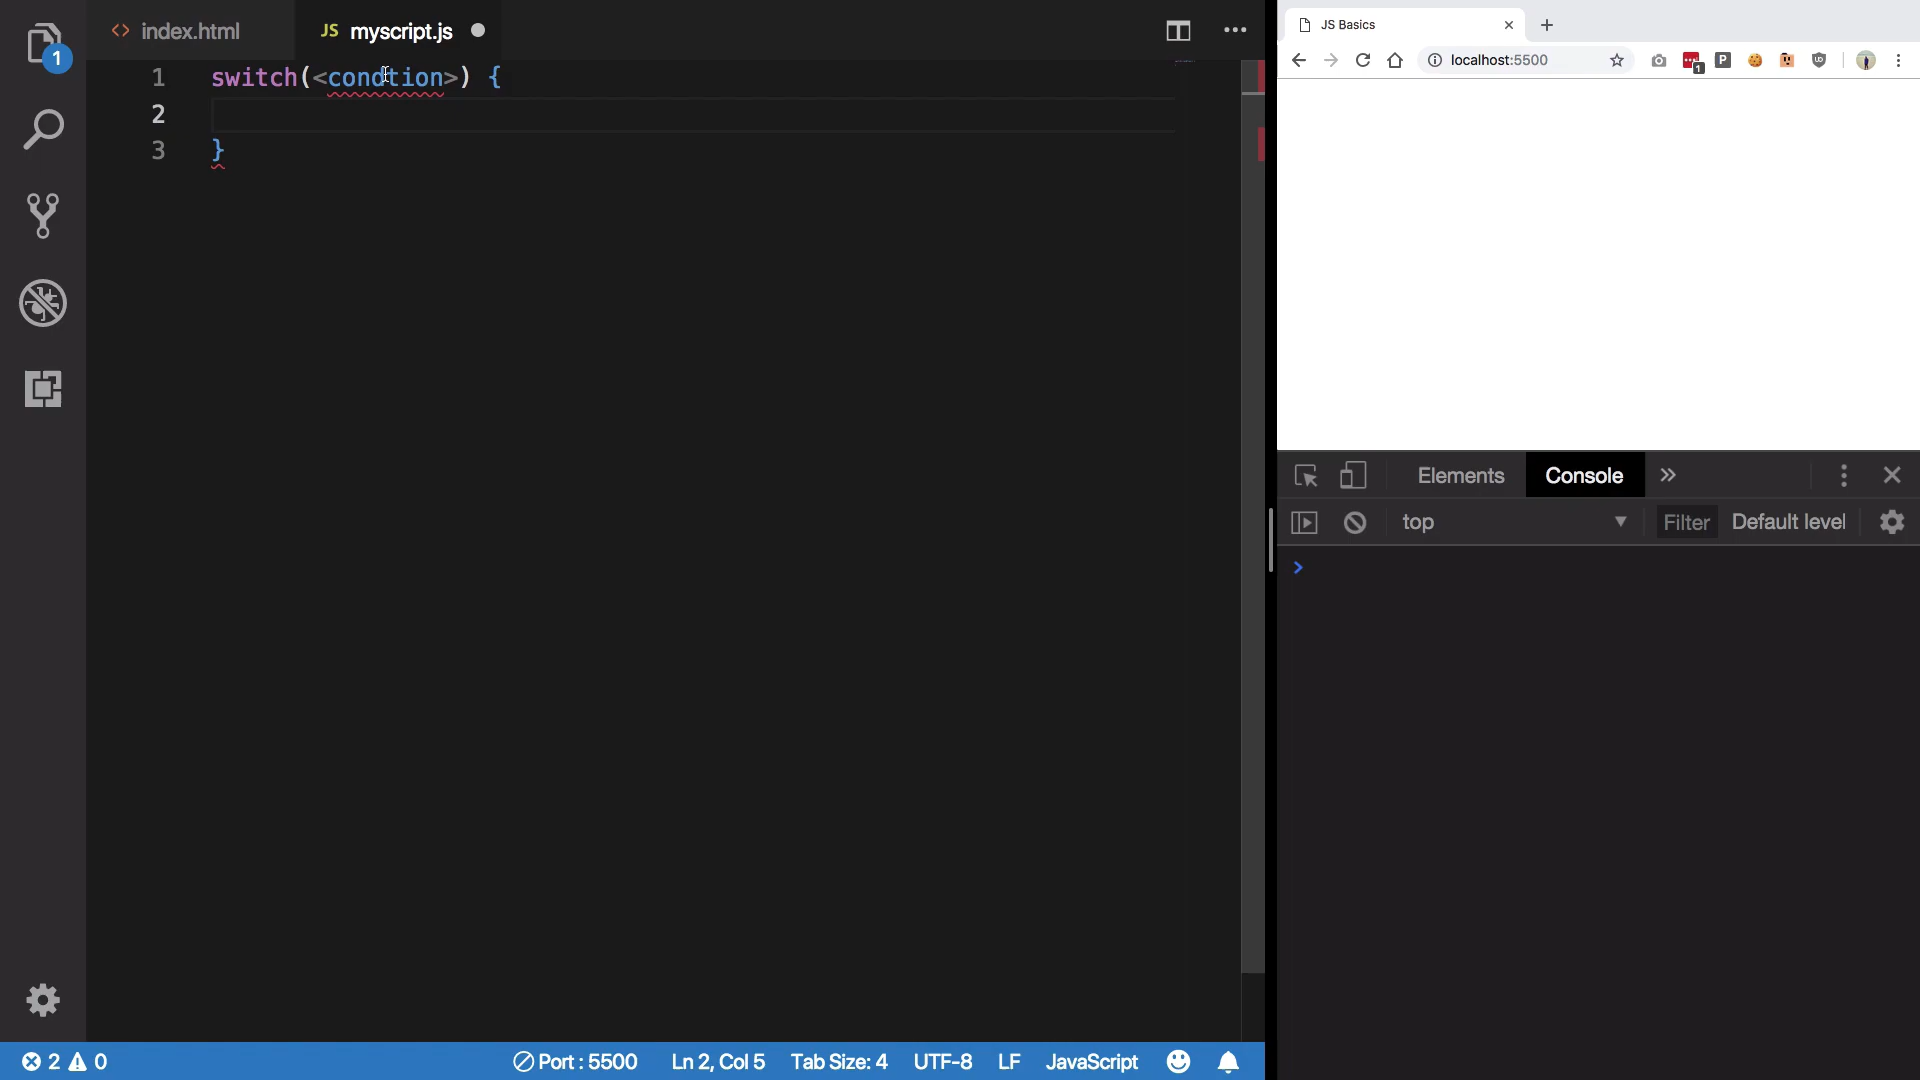 index.html
JS myscript.js
1
1 switch(<condtion>) {
2
3 }
2 0
Port : 5500
Ln 2, Col 5
Tab Size: 4
UTF-8
LF
JavaScript
JS Basics
localhost:5500
1
P
Elements
Console
top
Filter
Default level